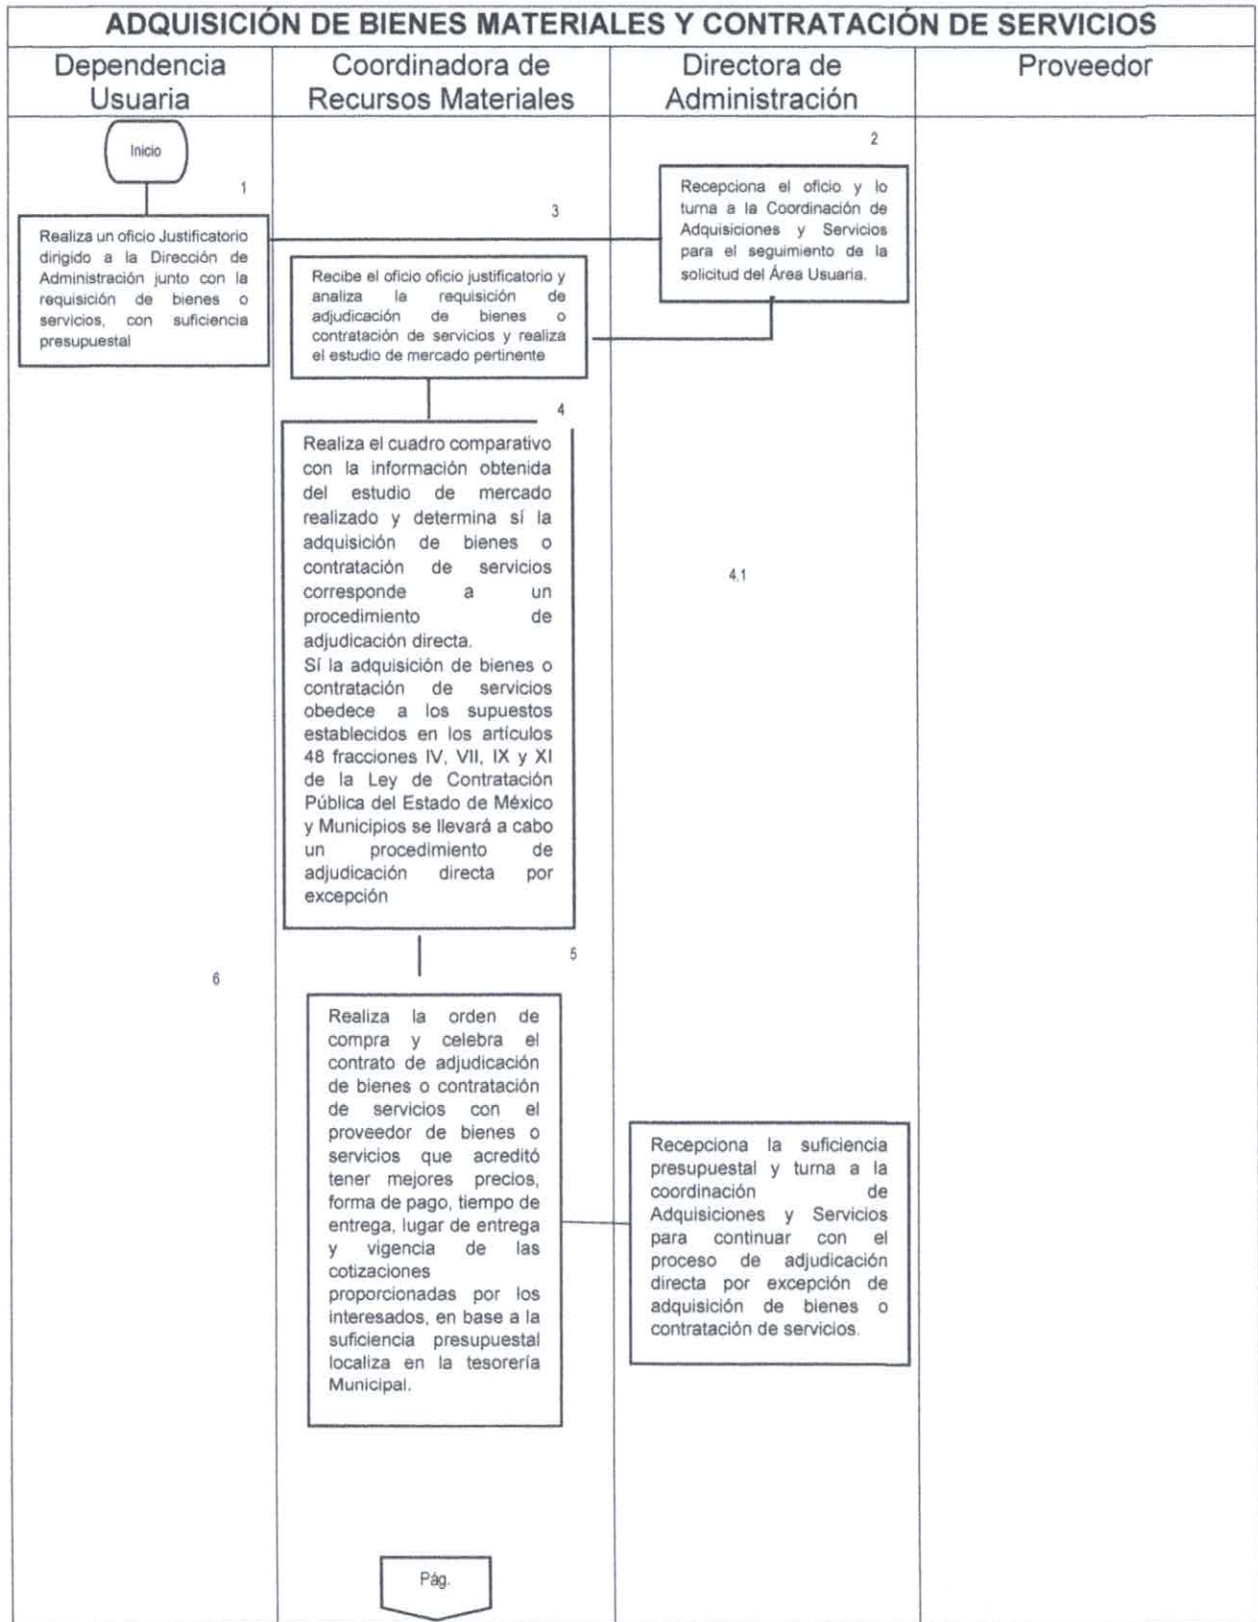 ADQUISICIÓN DE BIENES MATERIALES Y CONTRATACIÓN DE SERVICIOS
Dependencia
Usuaria
Coordinadora de
Recursos Materiales
Directora de
Administración
Proveedor
Inicio
1
Realiza un oficio Justificatorio
dirigido a la Dirección de
Administración junto con la
requisición de bienes o
servicios, con suficiencia
presupuestal
2
Recepciona el oficio y lo
turna a la Coordinación de
Adquisiciones y Servicios
para el seguimiento de la
solicitud del Área Usuaria.
3
Recibe el oficio oficio justificatorio y
analiza la requisición de
adjudicación de bienes o
contratación de servicios y realiza
el estudio de mercado pertinente
4
Realiza el cuadro comparativo
con la información obtenida
del estudio de mercado
realizado y determina sí la
adquisición de bienes o
contratación de servicios
corresponde a un
procedimiento de
adjudicación directa.
Sí la adquisición de bienes o
contratación de servicios
obedece a los supuestos
establecidos en los artículos
48 fracciones IV, VII, IX y XI
de la Ley de Contratación
Pública del Estado de México
y Municipios se llevará a cabo
un procedimiento de
adjudicación directa por
excepción
4.1
5
6
Realiza la orden de
compra y celebra el
contrato de adjudicación
de bienes o contratación
de servicios con el
proveedor de bienes o
servicios que acreditó
tener mejores precios,
forma de pago, tiempo de
entrega, lugar de entrega
y vigencia de las
cotizaciones
proporcionadas por los
interesados, en base a la
suficiencia presupuestal
localiza en la tesorería
Municipal.
Recepciona la suficiencia
presupuestal y turna a la
coordinación de
Adquisiciones y Servicios
para continuar con el
proceso de adjudicación
directa por excepción de
adquisición de bienes o
contratación de servicios.
Pág.